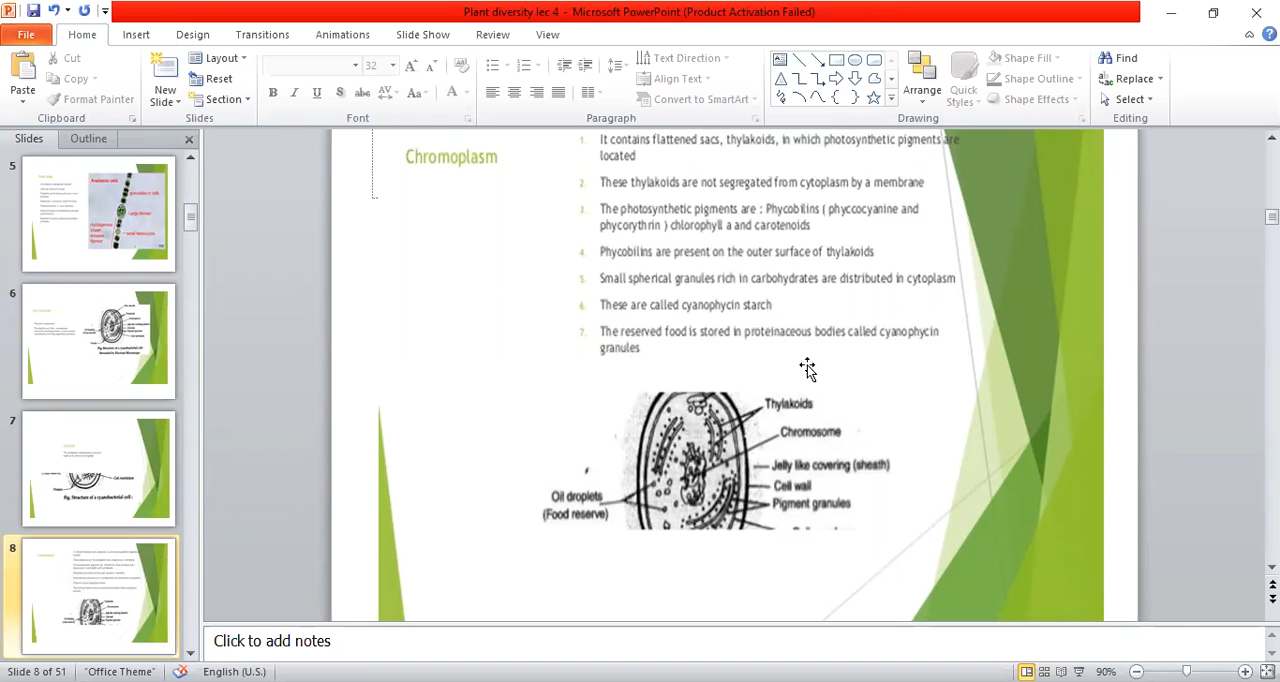 Plant diversity lec 4 - Microsoft PowerPoint (Product Activation Failed)
File Home Insert Design Transitions Animations Slide Show Review View
Paste
Cut
Copy
Format Painter
Clipboard
New
Slide
Layout
Reset
Section
Slides
32
B I U S abc AV Aa A
Font
Text Direction
Align Text
Convert to SmartArt
Paragraph
Arrange
Quick
Styles
Shape Fill
Shape Outline
Shape Effects
Drawing
Find
Replace
Select
Editing
Slides Outline
5
6
7
8
Chromoplasm
1. It contains flattened sacs, thylakoids, in which photosynthetic pigments are
located
2. These thylakoids are not segregated from cytoplasm by a membrane
3. The photosynthetic pigments are : Phycobilins ( phyccocyanine and
phycorythrin ) chlorophyll a and carotenoids
4. Phycobilins are present on the outer surface of thylakoids
5. Small spherical granules rich in carbohydrates are distributed in cytoplasm
6. These are called cyanophycin starch
7. The reserved food is stored in proteinaceous bodies called cyanophycin
granules
Thylakoids
Chromosome
Jelly like covering (sheath)
Cell wall
Pigment granules
Oil droplets
(Food reserve)
Click to add notes
Slide 8 of 51 "Office Theme" English (U.S.) 90%